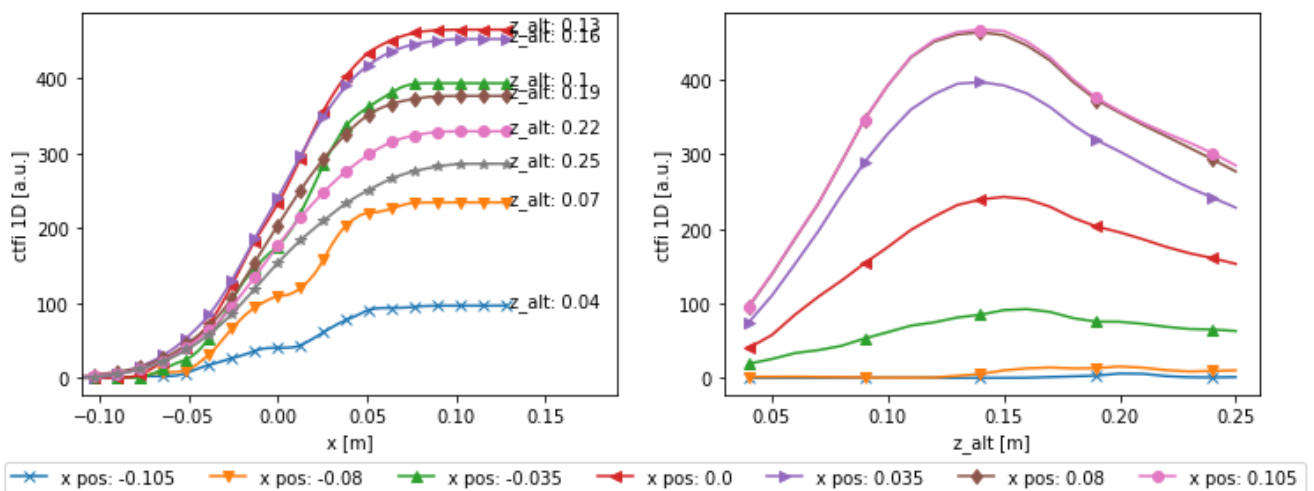 z_alt: 0.13
z_alt: 0.16
z_alt: 0.1
z_alt: 0.19
z_alt: 0.22
z_alt: 0.25
z_alt: 0.07
z_alt: 0.04
ctfi 1D [a.u.]
400
300
200
100
0
−0.10 −0.05 0.00 0.05 0.10 0.15
x [m]
ctfi 1D [a.u.]
400
300
200
100
0
0.05 0.10 0.15 0.20 0.25
z_alt [m]
x pos: -0.105 x pos: -0.08 x pos: -0.035 x pos: 0.0 x pos: 0.035 x pos: 0.08 x pos: 0.105